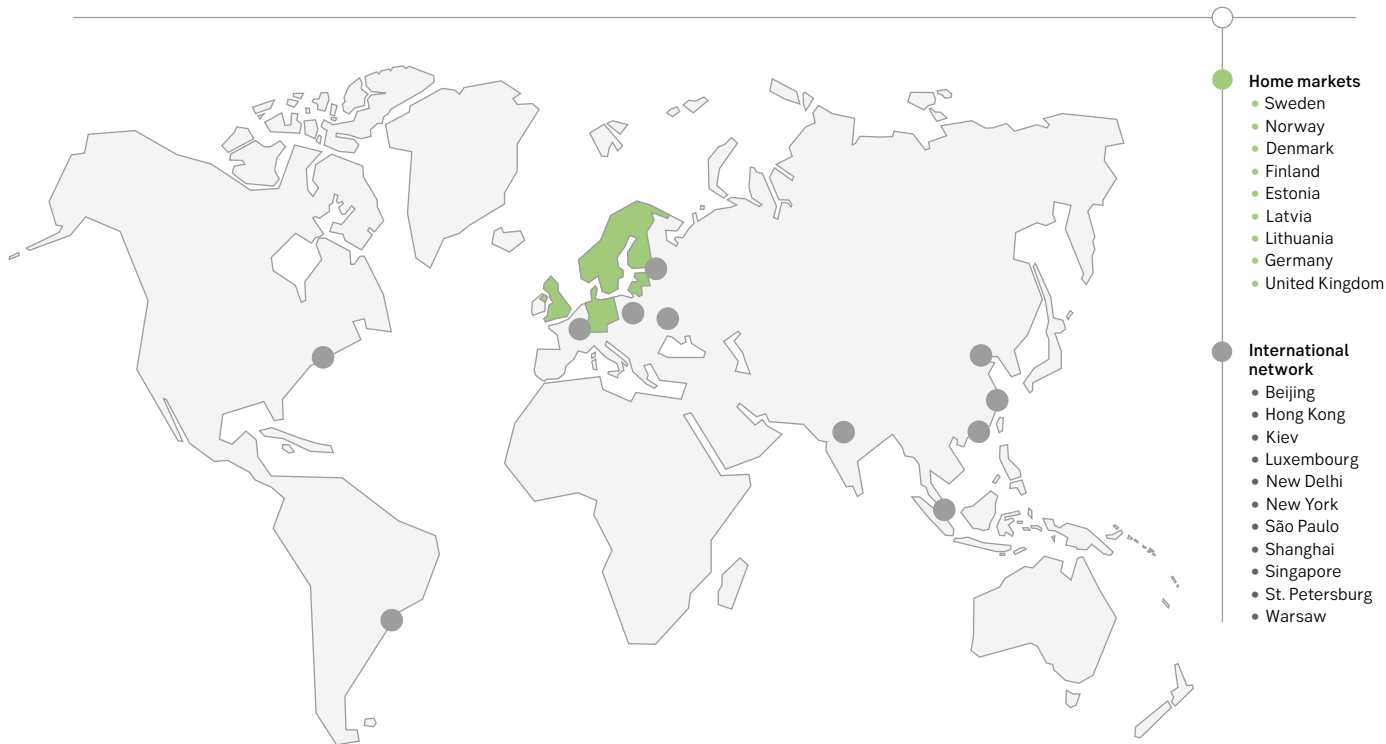 Home markets
Sweden
Norway
Denmark
Finland
Estonia
Latvia
Lithuania
Germany
United Kingdom
International
network
Beijing
Hong Kong
Kiev
Luxembourg
New Delhi
New York
São Paulo
Shanghai
Singapore
St. Petersburg
Warsaw